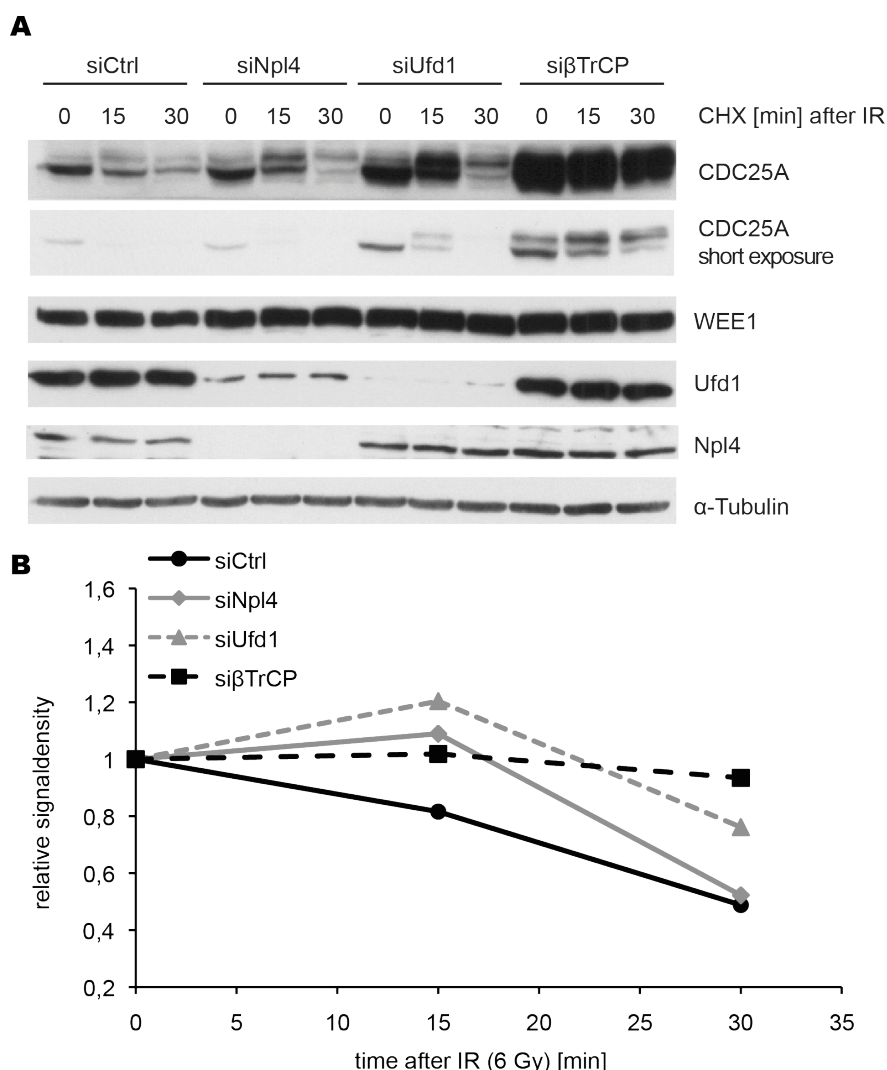 A
siCtrl siNpl4 siUfd1 siβTrCP
0 15 30 0 15 30 0 15 30 0 15 30 CHX [min] after IR
CDC25A
CDC25A
short exposure
WEE1
Ufd1
Npl4
α-Tubulin
B
siCtrl
siNpl4
siUfd1
siβTrCP
1,6
1,4
1,2
1
0,8
0,6
0,4
0,2
relative signaldensity
0 5 10 15 20 25 30 35
time after IR (6 Gy) [min]